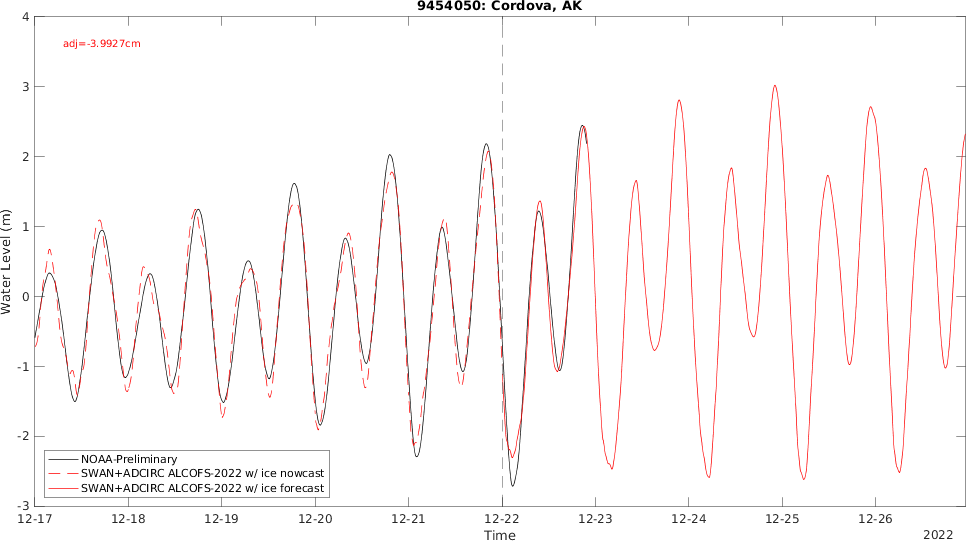 9454050: Cordova, AK
adj=-3.9927cm
Water Level (m)
4
3
2
1
0
-1
-2
-3
NOAA-Preliminary
SWAN+ADCIRC ALCOFS-2022 w/ ice nowcast
SWAN+ADCIRC ALCOFS-2022 w/ ice forecast
12-17 12-18 12-19 12-20 12-21 12-22 12-23 12-24 12-25 12-26
Time
2022